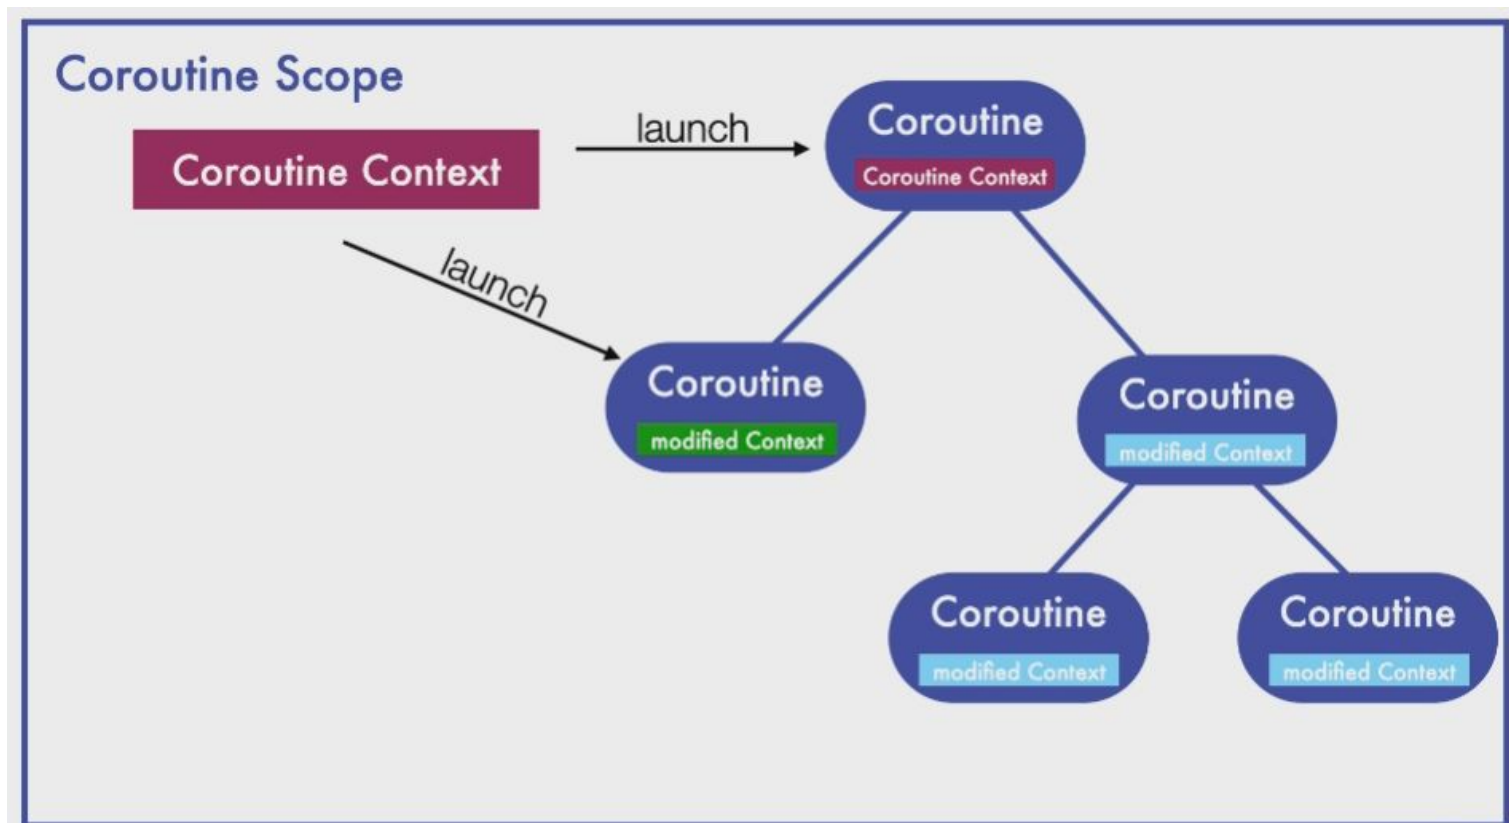 Coroutine Scope
Coroutine Context
launch
launch
Coroutine
Coroutine Context
Coroutine
modified Context
Coroutine
modified Context
Coroutine
modified Context
Coroutine
modified Context